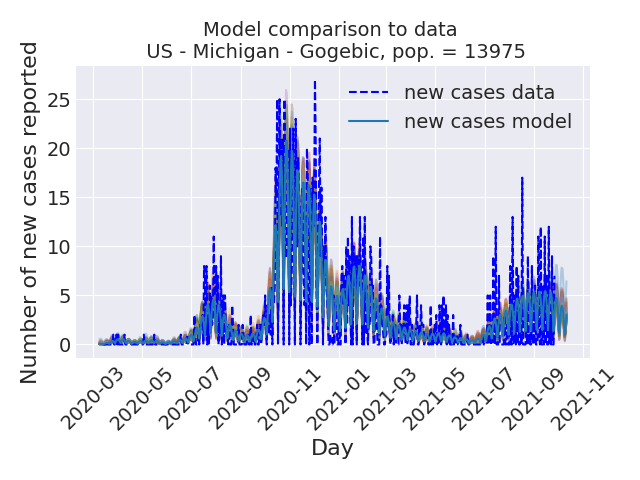 Model comparison to data
US - Michigan - Gogebic, pop. = 13975
Number of new cases reported
25
20
15
10
5
0
new cases data
new cases model
2020-03
2020-05
2020-07
2020-09
2020-11
2021-01
2021-03
2021-05
2021-07
2021-09
2021-11
Day